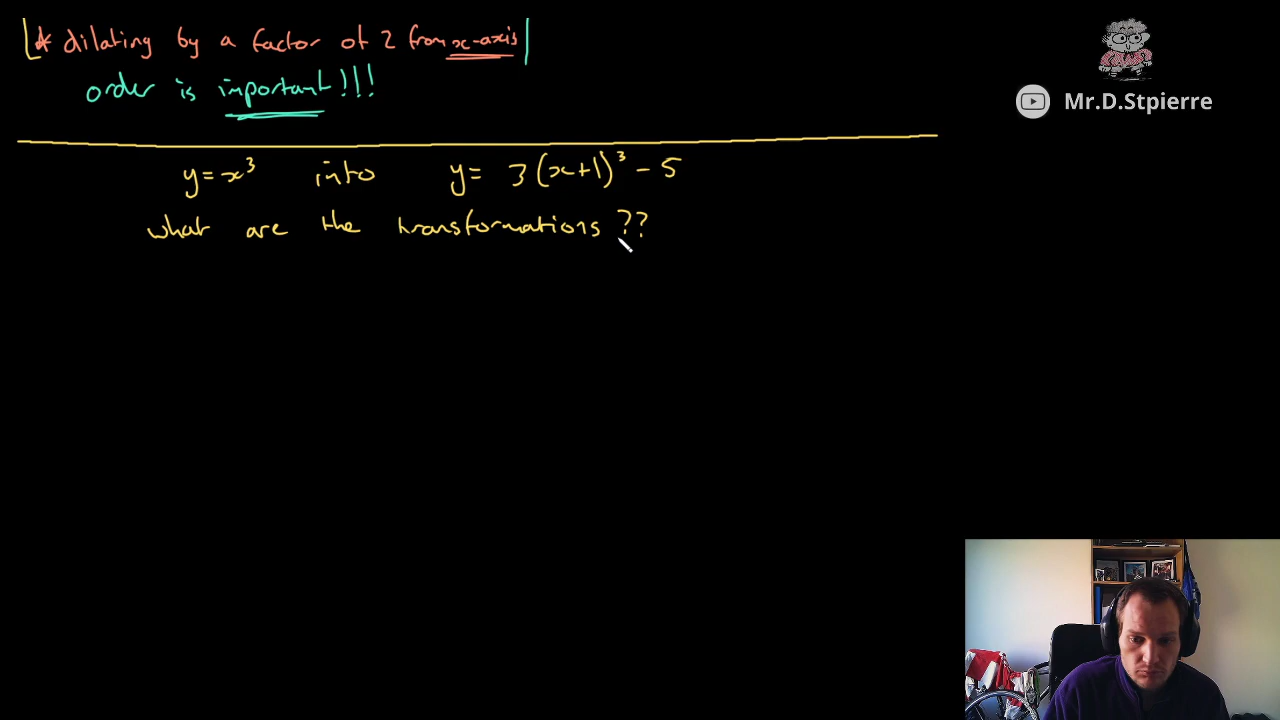 * dilating by a factor of 2 from x-axis
order is important!!!
Mr.D.Stpierre
y=x³ into y= 3(x+1)³ - 5
what are the transformations ??